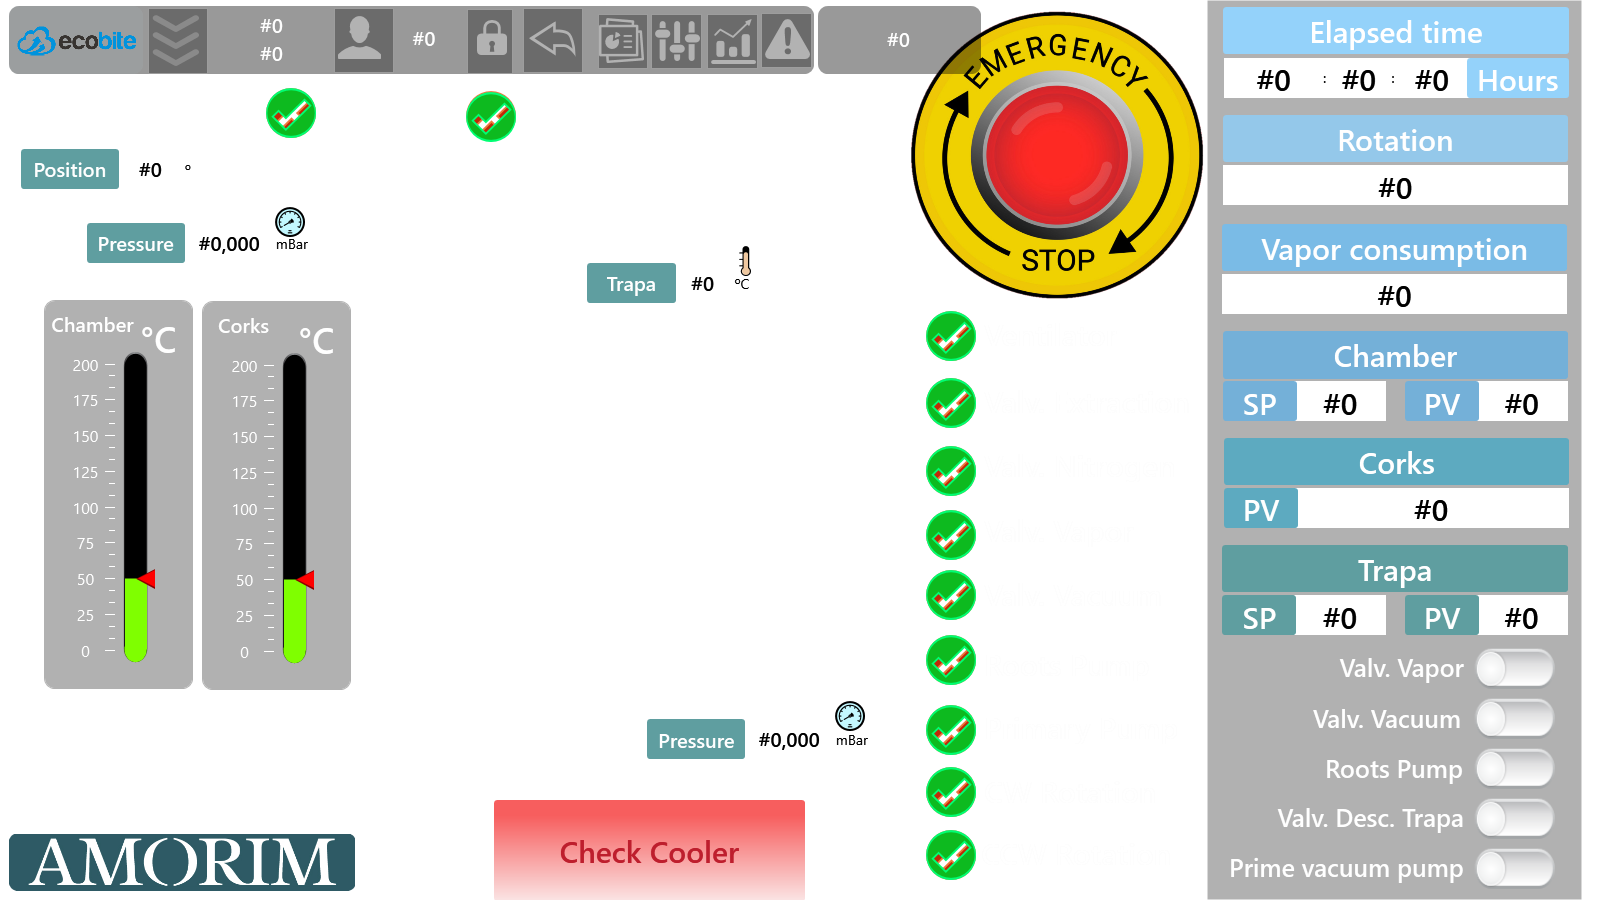 ecobite
#0
#0
#0
#0
EMERGENCY
STOP
Position #0 °
Pressure #0,000 mBar
Trapa #0 °C
Chamber °C
200
175
150
125
100
75
50
25
0
Corks °C
200
175
150
125
100
75
50
25
0
Pressure #0,000 mBar
Check Cooler
AMORIM
Elapsed time
#0 : #0 : #0 Hours
Rotation
#0
Vapor consumption
#0
Chamber
SP #0 PV #0
Corks
PV #0
Trapa
SP #0 PV #0
Valv. Vapor
Valv. Vacuum
Roots Pump
Valv. Desc. Trapa
Prime vacuum pump